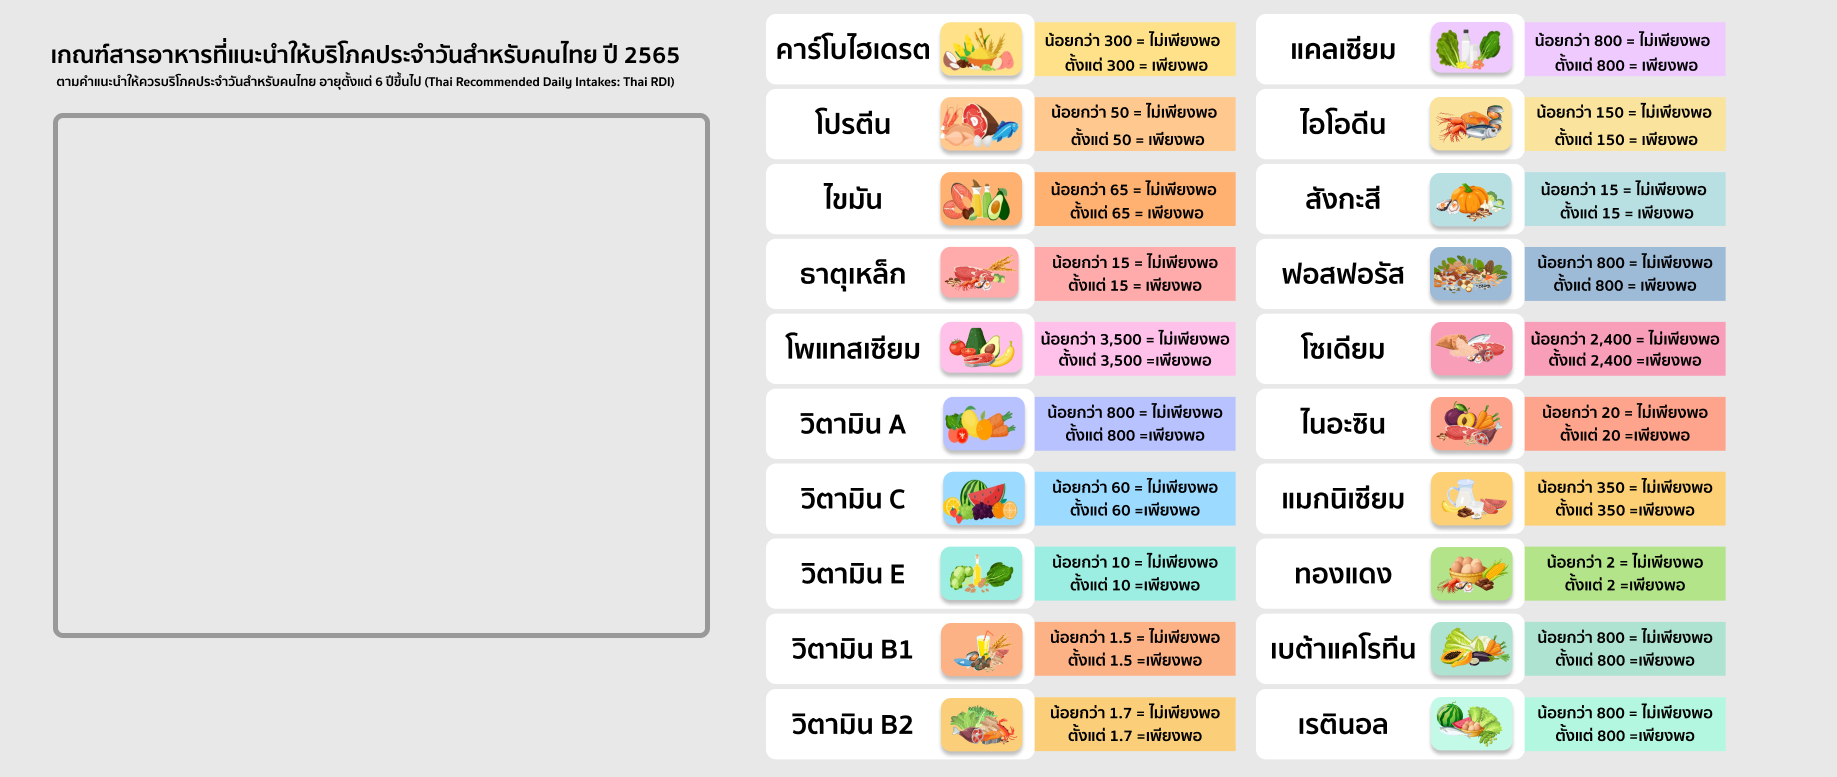 เกณฑ์สารอาหารที่แนะนำให้บริโภคประจำวันสำหรับคนไทย ปี 2565
ตามคำแนะนำให้ควรบริโภคประจำวันสำหรับคนไทย อายุตั้งแต่ 6 ปีขึ้นไป (Thai Recommended Daily Intakes: Thai RDI)
คาร์โบไฮเดรต
น้อยกว่า 300 = ไม่เพียงพอ
ตั้งแต่ 300 = เพียงพอ
โปรตีน
น้อยกว่า 50 = ไม่เพียงพอ
ตั้งแต่ 50 = เพียงพอ
ไขมัน
น้อยกว่า 65 = ไม่เพียงพอ
ตั้งแต่ 65 = เพียงพอ
ธาตุเหล็ก
น้อยกว่า 15 = ไม่เพียงพอ
ตั้งแต่ 15 = เพียงพอ
โพแทสเซียม
น้อยกว่า 3,500 = ไม่เพียงพอ
ตั้งแต่ 3,500 =เพียงพอ
วิตามิน A
น้อยกว่า 800 = ไม่เพียงพอ
ตั้งแต่ 800 =เพียงพอ
วิตามิน C
น้อยกว่า 60 = ไม่เพียงพอ
ตั้งแต่ 60 =เพียงพอ
วิตามิน E
น้อยกว่า 10 = ไม่เพียงพอ
ตั้งแต่ 10 =เพียงพอ
วิตามิน B1
น้อยกว่า 1.5 = ไม่เพียงพอ
ตั้งแต่ 1.5 =เพียงพอ
วิตามิน B2
น้อยกว่า 1.7 = ไม่เพียงพอ
ตั้งแต่ 1.7 =เพียงพอ
แคลเซียม
น้อยกว่า 800 = ไม่เพียงพอ
ตั้งแต่ 800 = เพียงพอ
ไอโอดีน
น้อยกว่า 150 = ไม่เพียงพอ
ตั้งแต่ 150 = เพียงพอ
สังกะสี
น้อยกว่า 15 = ไม่เพียงพอ
ตั้งแต่ 15 = เพียงพอ
ฟอสฟอรัส
น้อยกว่า 800 = ไม่เพียงพอ
ตั้งแต่ 800 = เพียงพอ
โซเดียม
น้อยกว่า 2,400 = ไม่เพียงพอ
ตั้งแต่ 2,400 =เพียงพอ
ไนอะซิน
น้อยกว่า 20 = ไม่เพียงพอ
ตั้งแต่ 20 =เพียงพอ
แมกนิเซียม
น้อยกว่า 350 = ไม่เพียงพอ
ตั้งแต่ 350 =เพียงพอ
ทองแดง
น้อยกว่า 2 = ไม่เพียงพอ
ตั้งแต่ 2 =เพียงพอ
เบต้าแคโรทีน
น้อยกว่า 800 = ไม่เพียงพอ
ตั้งแต่ 800 =เพียงพอ
เรตินอล
น้อยกว่า 800 = ไม่เพียงพอ
ตั้งแต่ 800 =เพียงพอ